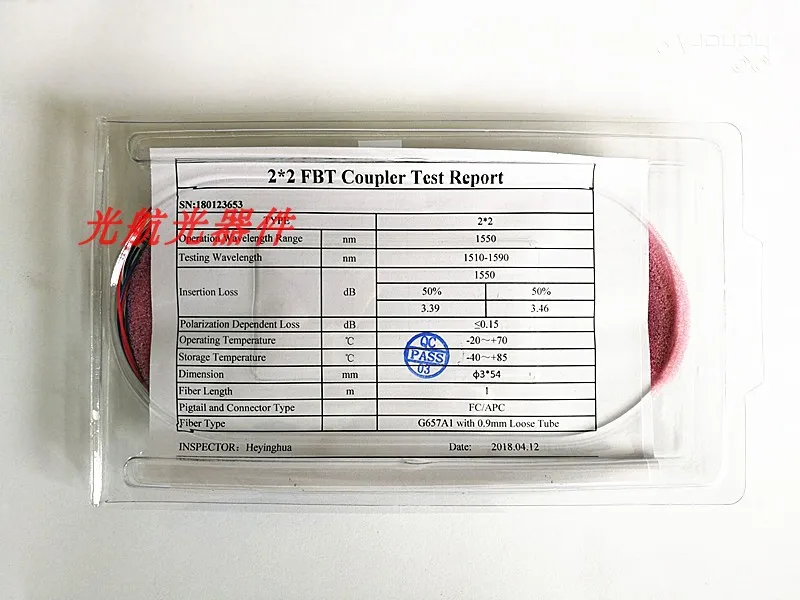 2*2 FBT Coupler Test Report
SN:180123653
TYPE 2*2
光航光器件
Operation Wavelength Range nm 1550
Testing Wavelength nm 1510-1590
1550
Insertion Loss dB 50% 50%
3.39 3.46
Polarization Dependent Loss dB ≤0.15
Operating Temperature ℃ -20～+70
Storage Temperature ℃ -40～+85
QC
PASS
03
Dimension mm ф3*54
Fiber Length m 1
Pigtail and Connector Type FC/APC
Fiber Type G657A1 with 0.9mm Loose Tube
INSPECTOR: Heyinghua Date: 2018.04.12